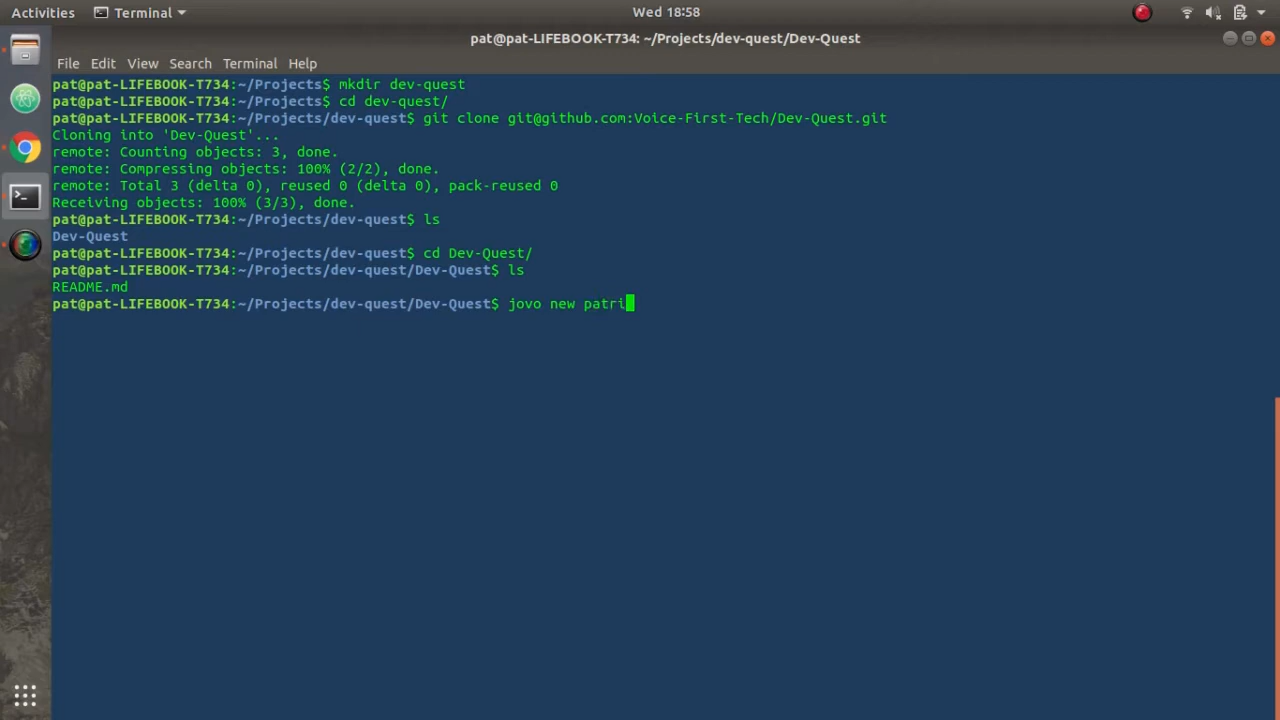 Activities
Terminal
Wed 18:58
pat@pat-LIFEBOOK-T734: ~/Projects/dev-quest/Dev-Quest
File Edit View Search Terminal Help
pat@pat-LIFEBOOK-T734:~/Projects$ mkdir dev-quest
pat@pat-LIFEBOOK-T734:~/Projects$ cd dev-quest/
pat@pat-LIFEBOOK-T734:~/Projects/dev-quest$ git clone git@github.com:Voice-First-Tech/Dev-Quest.git
Cloning into 'Dev-Quest'...
remote: Counting objects: 3, done.
remote: Compressing objects: 100% (2/2), done.
remote: Total 3 (delta 0), reused 0 (delta 0), pack-reused 0
Receiving objects: 100% (3/3), done.
pat@pat-LIFEBOOK-T734:~/Projects/dev-quest$ ls
Dev-Quest
pat@pat-LIFEBOOK-T734:~/Projects/dev-quest$ cd Dev-Quest/
pat@pat-LIFEBOOK-T734:~/Projects/dev-quest/Dev-Quest$ ls
README.md
pat@pat-LIFEBOOK-T734:~/Projects/dev-quest/Dev-Quest$ jovo new patri